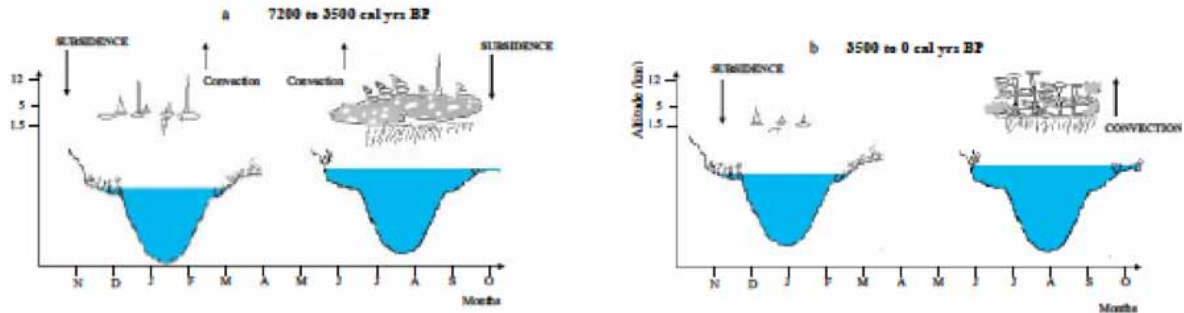 a 7200 to 3500 cal yrs BP
SUBSIDENCE
SUBSIDENCE
Convection
Convection
12
5
1.5
N D J F M A M J J A S O
Months
b 3500 to 0 cal yrs BP
SUBSIDENCE
CONVECTION
Altitude (km)
12
5
1.5
N D J F M A M J J A S O
Months